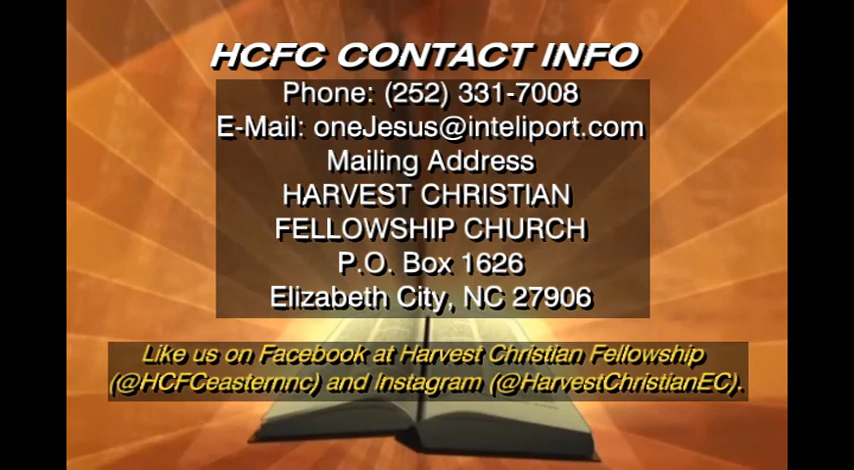 HCFC CONTACT INFO
Phone: (252) 331-7008
E-Mail: oneJesus@inteliport.com
Mailing Address
HARVEST CHRISTIAN
FELLOWSHIP CHURCH
P.O. Box 1626
Elizabeth City, NC 27906
Like us on Facebook at Harvest Christian Fellowship
(@HCFCeasternnc) and Instagram (@HarvestChristianEC).